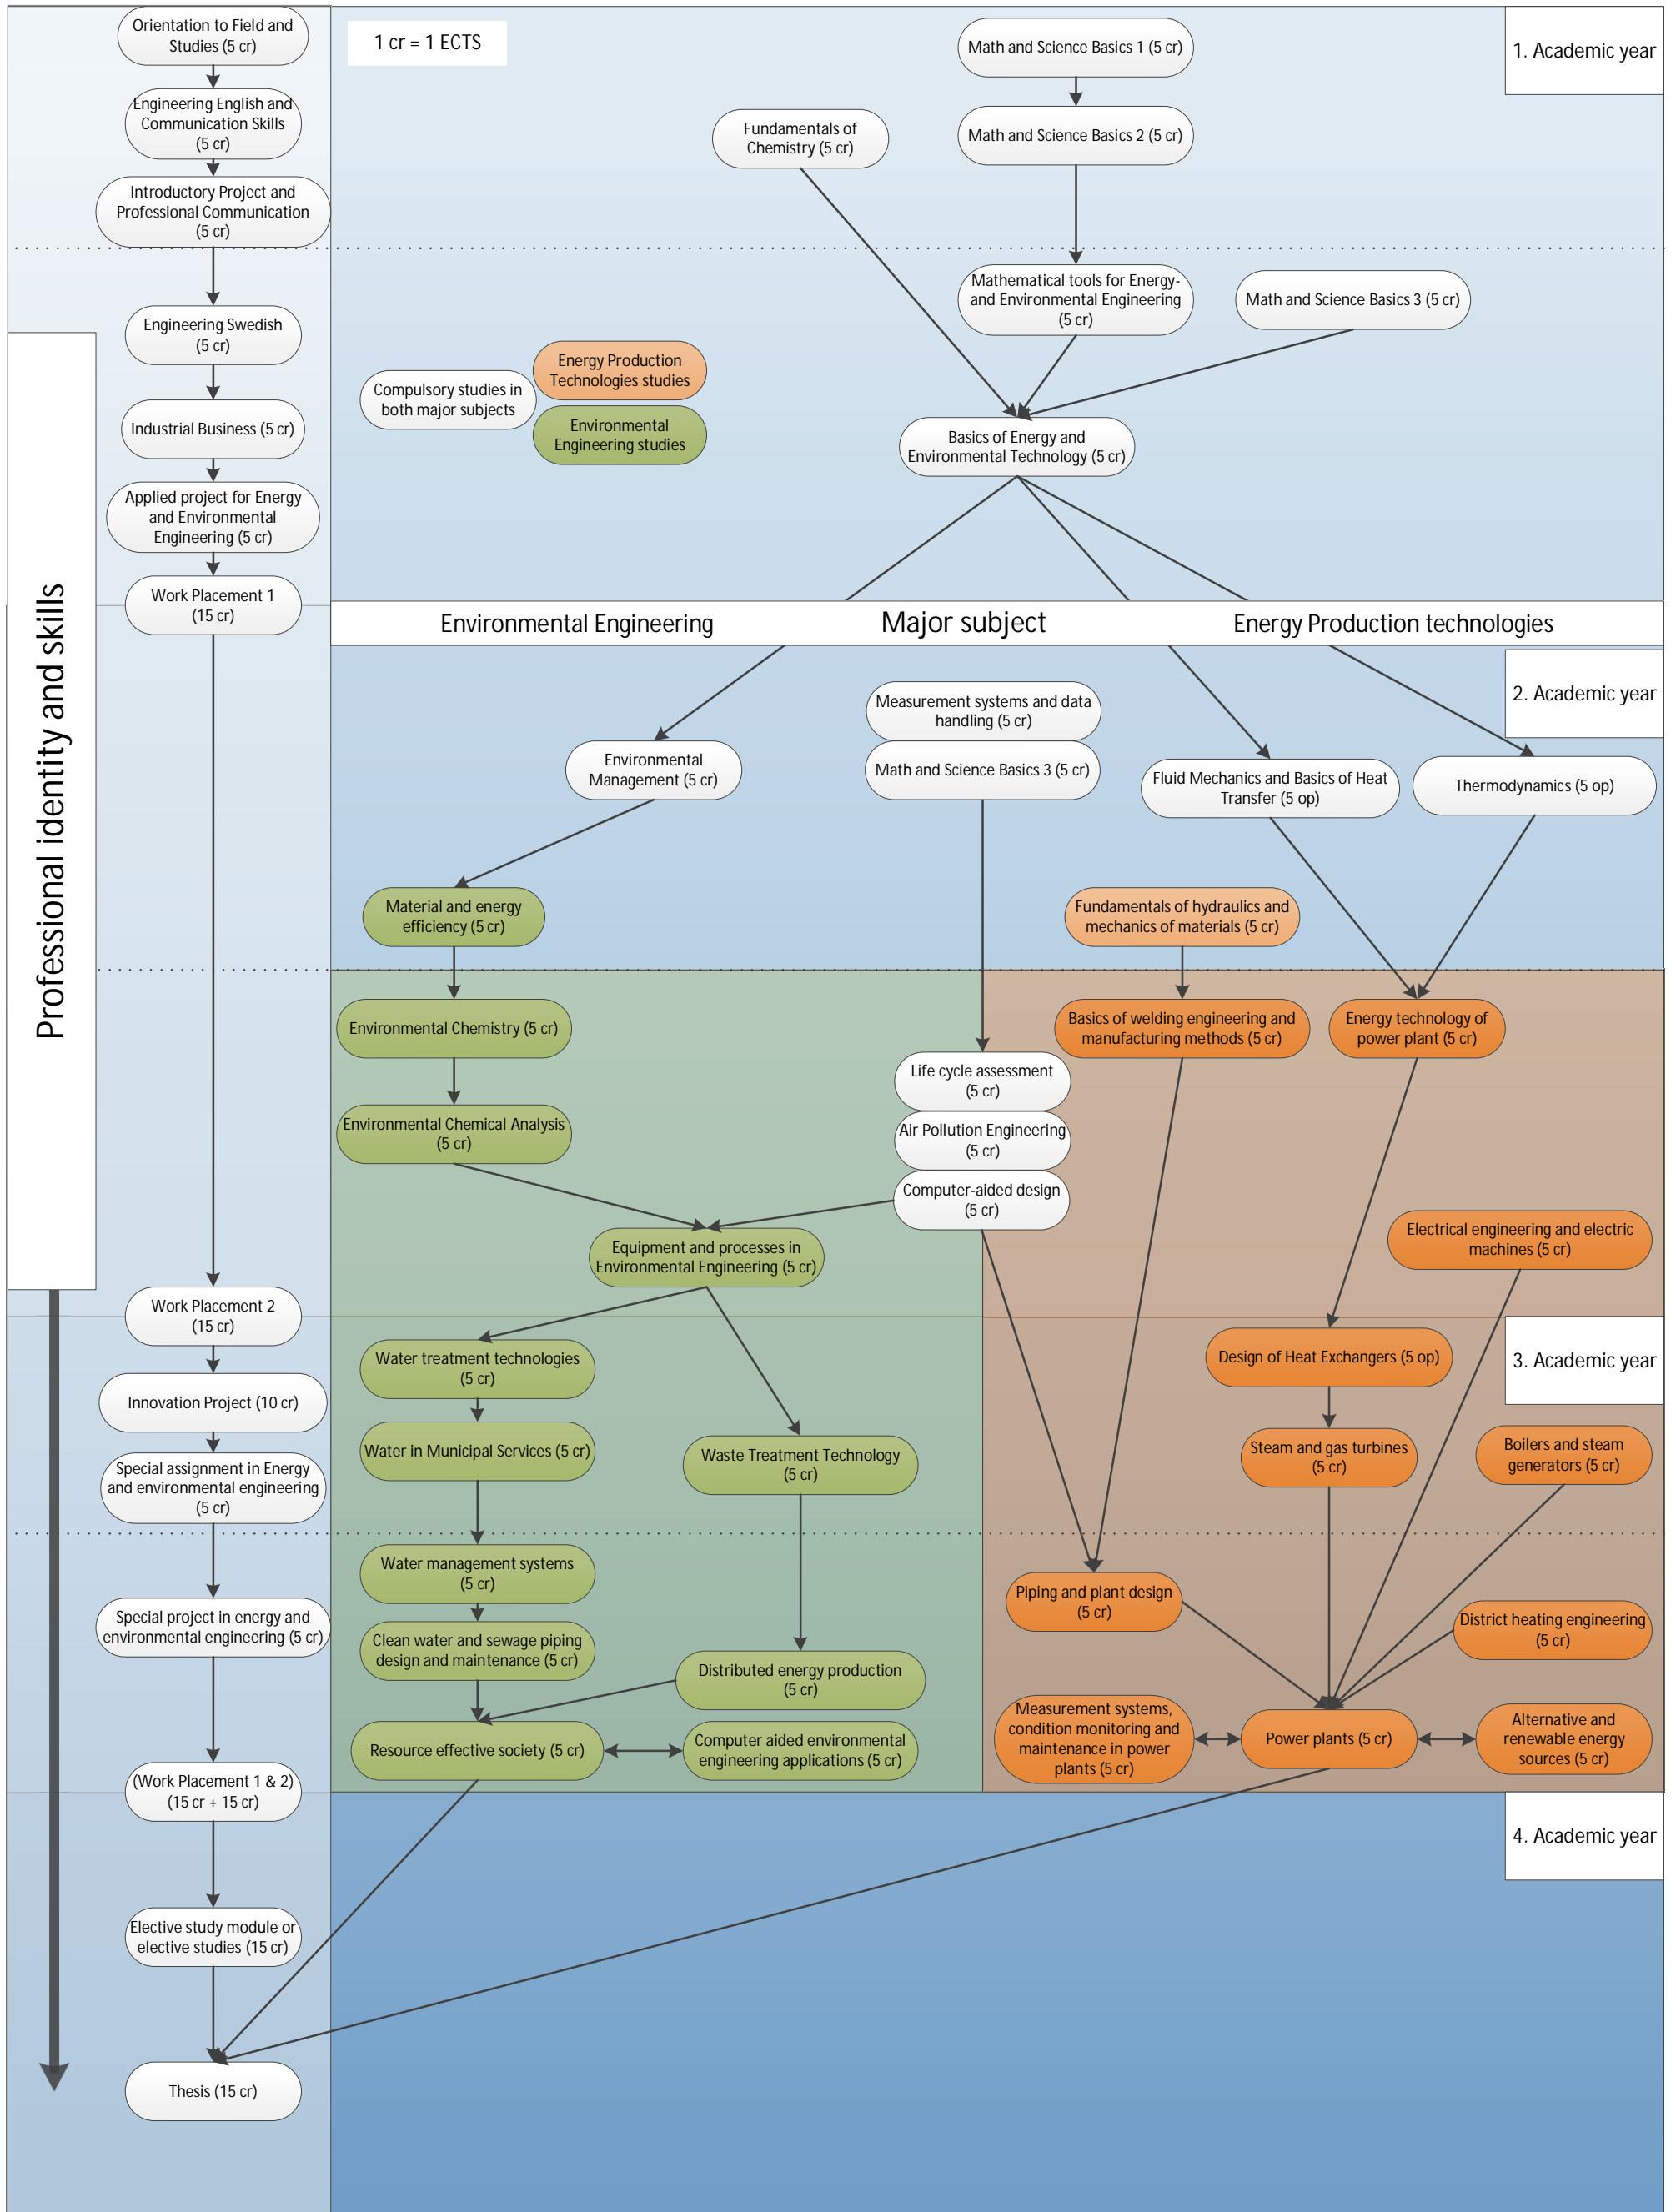 Orientation to Field and
Studies (5 cr)
Engineering English and
Communication Skills
(5 cr)
Introductory Project and
Professional Communication
(5 cr)
Engineering Swedish
(5 cr)
Industrial Business (5 cr)
Applied project for Energy
and Environmental
Engineering (5 cr)
Work Placement 1
(15 cr)
Professional identity and skills
Work Placement 2
(15 cr)
Innovation Project (10 cr)
Special assignment in Energy
and environmental engineering
(5 cr)
Special project in energy and
environmental engineering (5 cr)
(Work Placement 1 & 2)
(15 cr + 15 cr)
Elective study module or
elective studies (15 cr)
Thesis (15 cr)
1 cr = 1 ECTS
1. Academic year
Math and Science Basics 1 (5 cr)
Fundamentals of
Chemistry (5 cr)
Math and Science Basics 2 (5 cr)
Mathematical tools for Energy-
and Environmental Engineering
(5 cr)
Math and Science Basics 3 (5 cr)
Compulsory studies in
both major subjects
Energy Production
Technologies studies
Environmental
Engineering studies
Basics of Energy and
Environmental Technology (5 cr)
Environmental Engineering
Major subject
Energy Production technologies
2. Academic year
Measurement systems and data
handling (5 cr)
Environmental
Management (5 cr)
Math and Science Basics 3 (5 cr)
Fluid Mechanics and Basics of Heat
Transfer (5 op)
Thermodynamics (5 op)
Material and energy
efficiency (5 cr)
Fundamentals of hydraulics and
mechanics of materials (5 cr)
Environmental Chemistry (5 cr)
Basics of welding engineering and
manufacturing methods (5 cr)
Energy technology of
power plant (5 cr)
Life cycle assessment
(5 cr)
Environmental Chemical Analysis
(5 cr)
Air Pollution Engineering
(5 cr)
Computer-aided design
(5 cr)
Equipment and processes in
Environmental Engineering (5 cr)
Electrical engineering and electric
machines (5 cr)
3. Academic year
Water treatment technologies
(5 cr)
Design of Heat Exchangers (5 op)
Water in Municipal Services (5 cr)
Waste Treatment Technology
(5 cr)
Steam and gas turbines
(5 cr)
Boilers and steam
generators (5 cr)
Water management systems
(5 cr)
Piping and plant design
(5 cr)
Clean water and sewage piping
design and maintenance (5 cr)
District heating engineering
(5 cr)
Distributed energy production
(5 cr)
Resource effective society (5 cr)
Computer aided environmental
engineering applications (5 cr)
Measurement systems,
condition monitoring and
maintenance in power
plants (5 cr)
Power plants (5 cr)
Alternative and
renewable energy
sources (5 cr)
4. Academic year